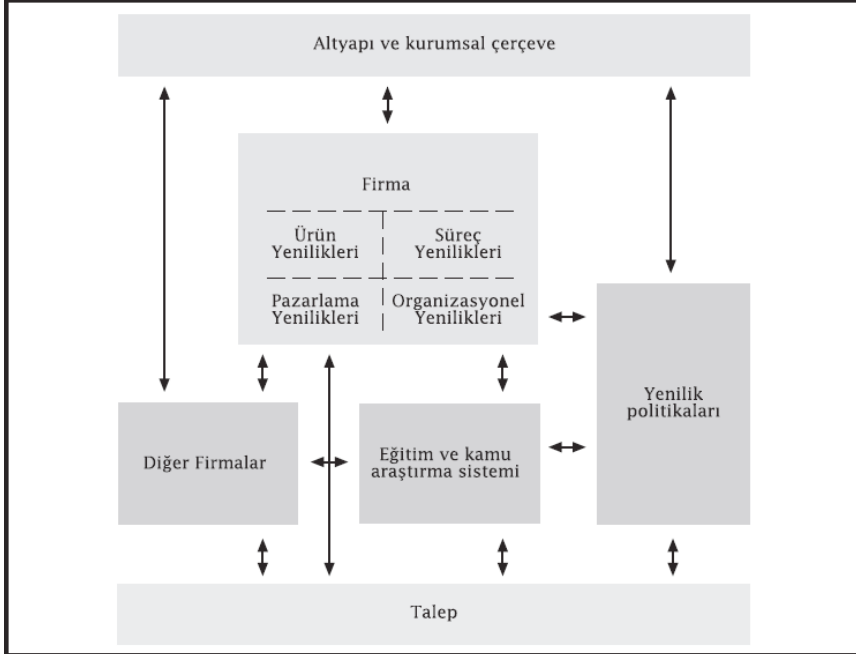 Altyapı ve kurumsal çerçeve
Firma
Ürün
Yenilikleri
Süreç
Yenilikleri
Pazarlama
Yenilikleri
Organizasyonel
Yenilikleri
Yenilik
politikaları
Diğer Firmalar
Eğitim ve kamu
araştırma sistemi
Talep